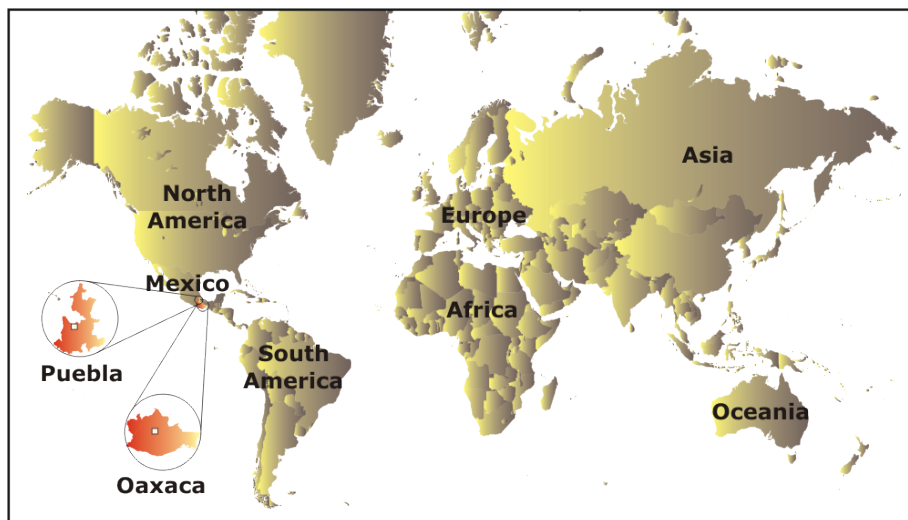 North
America
Europe
Asia
Mexico
Africa
Puebla
South
America
Oceania
Oaxaca